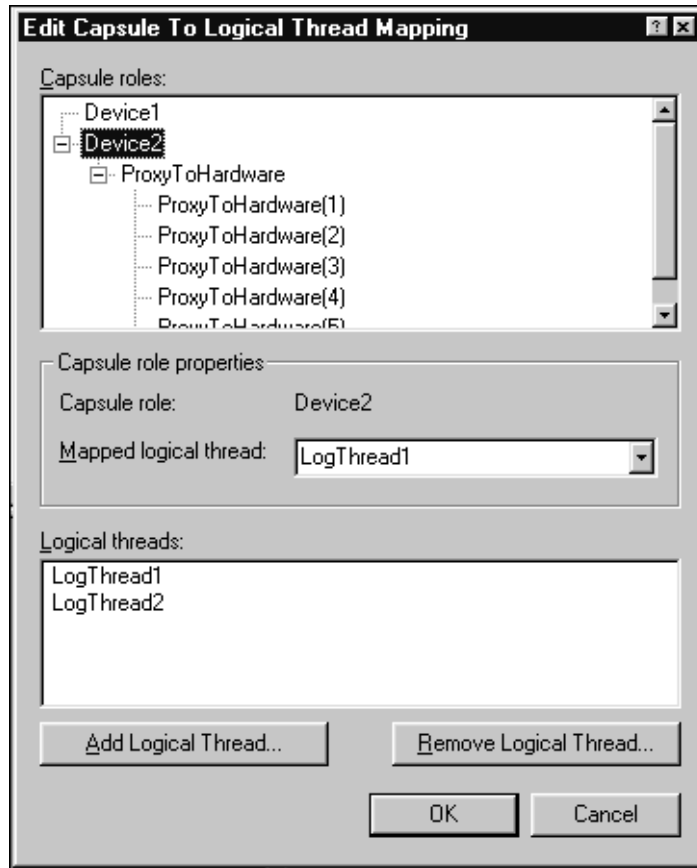 Edit Capsule To Logical Thread Mapping
Capsule roles:
Device1
Device2
ProxyToHardware
ProxyToHardware(1)
ProxyToHardware(2)
ProxyToHardware(3)
ProxyToHardware(4)
ProxyToHardware(5)
Capsule role properties
Capsule role: Device2
Mapped logical thread: LogThread1
Logical threads:
LogThread1
LogThread2
Add Logical Thread... Remove Logical Thread...
OK Cancel